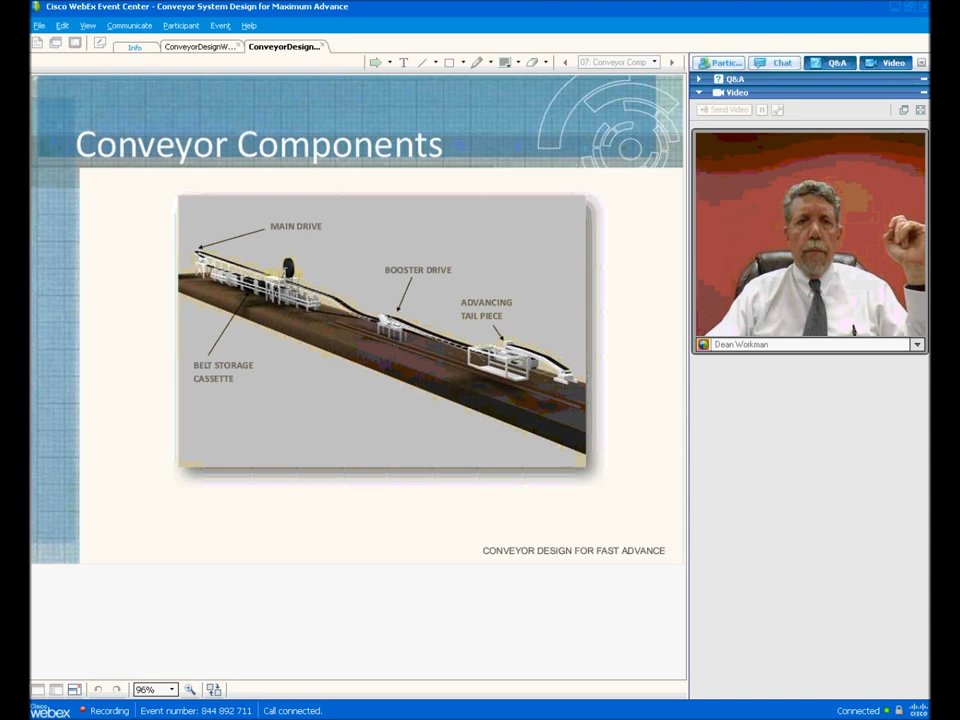 Cisco WebEx Event Center - Conveyor System Design for Maximum Advance
File Edit View Communicate Participant Event Help
Info ConveyorDesignW... ConveyorDesign...
T 07: Conveyor Comp
Partic... Chat Q&A Video
Q&A
Video
Send Video
Conveyor Components
MAIN DRIVE
BOOSTER DRIVE
ADVANCING
TAIL PIECE
BELT STORAGE
CASSETTE
Dean Workman
CONVEYOR DESIGN FOR FAST ADVANCE
96%
Cisco
webex Recording Event number: 844 892 711 Call connected. Connected
CISCO